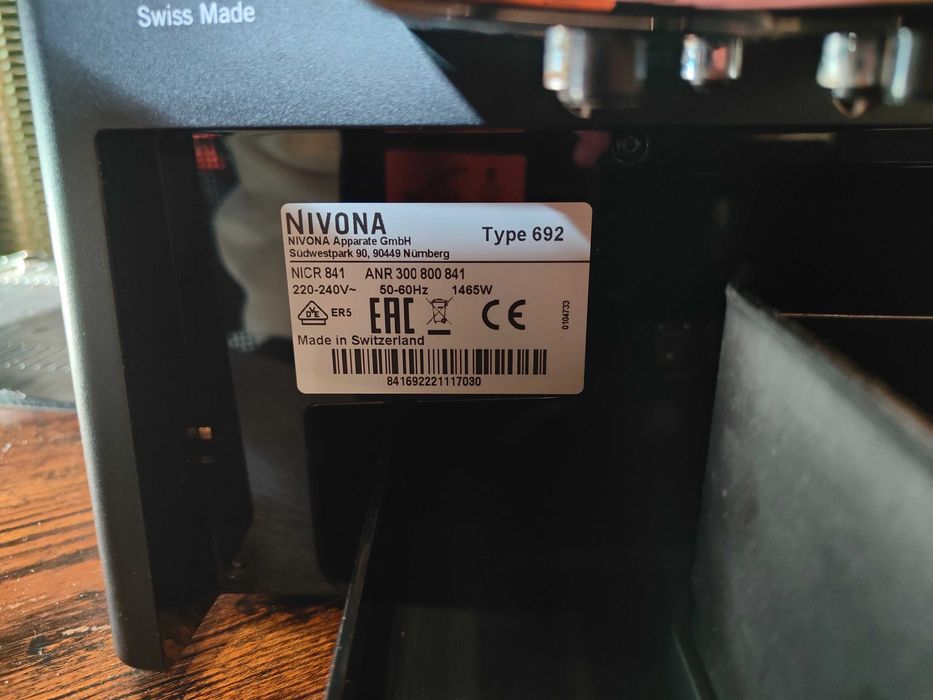 Swiss Made
NIVONA
Type 692
NIVONA Apparate GmbH
Südwestpark 90, 90449 Nürnberg
NICR 841 ANR 300 800 841
220-240V~ 50-60Hz 1465W
VDE ER5 EAC CE
0104733
Made in Switzerland
841692221117030